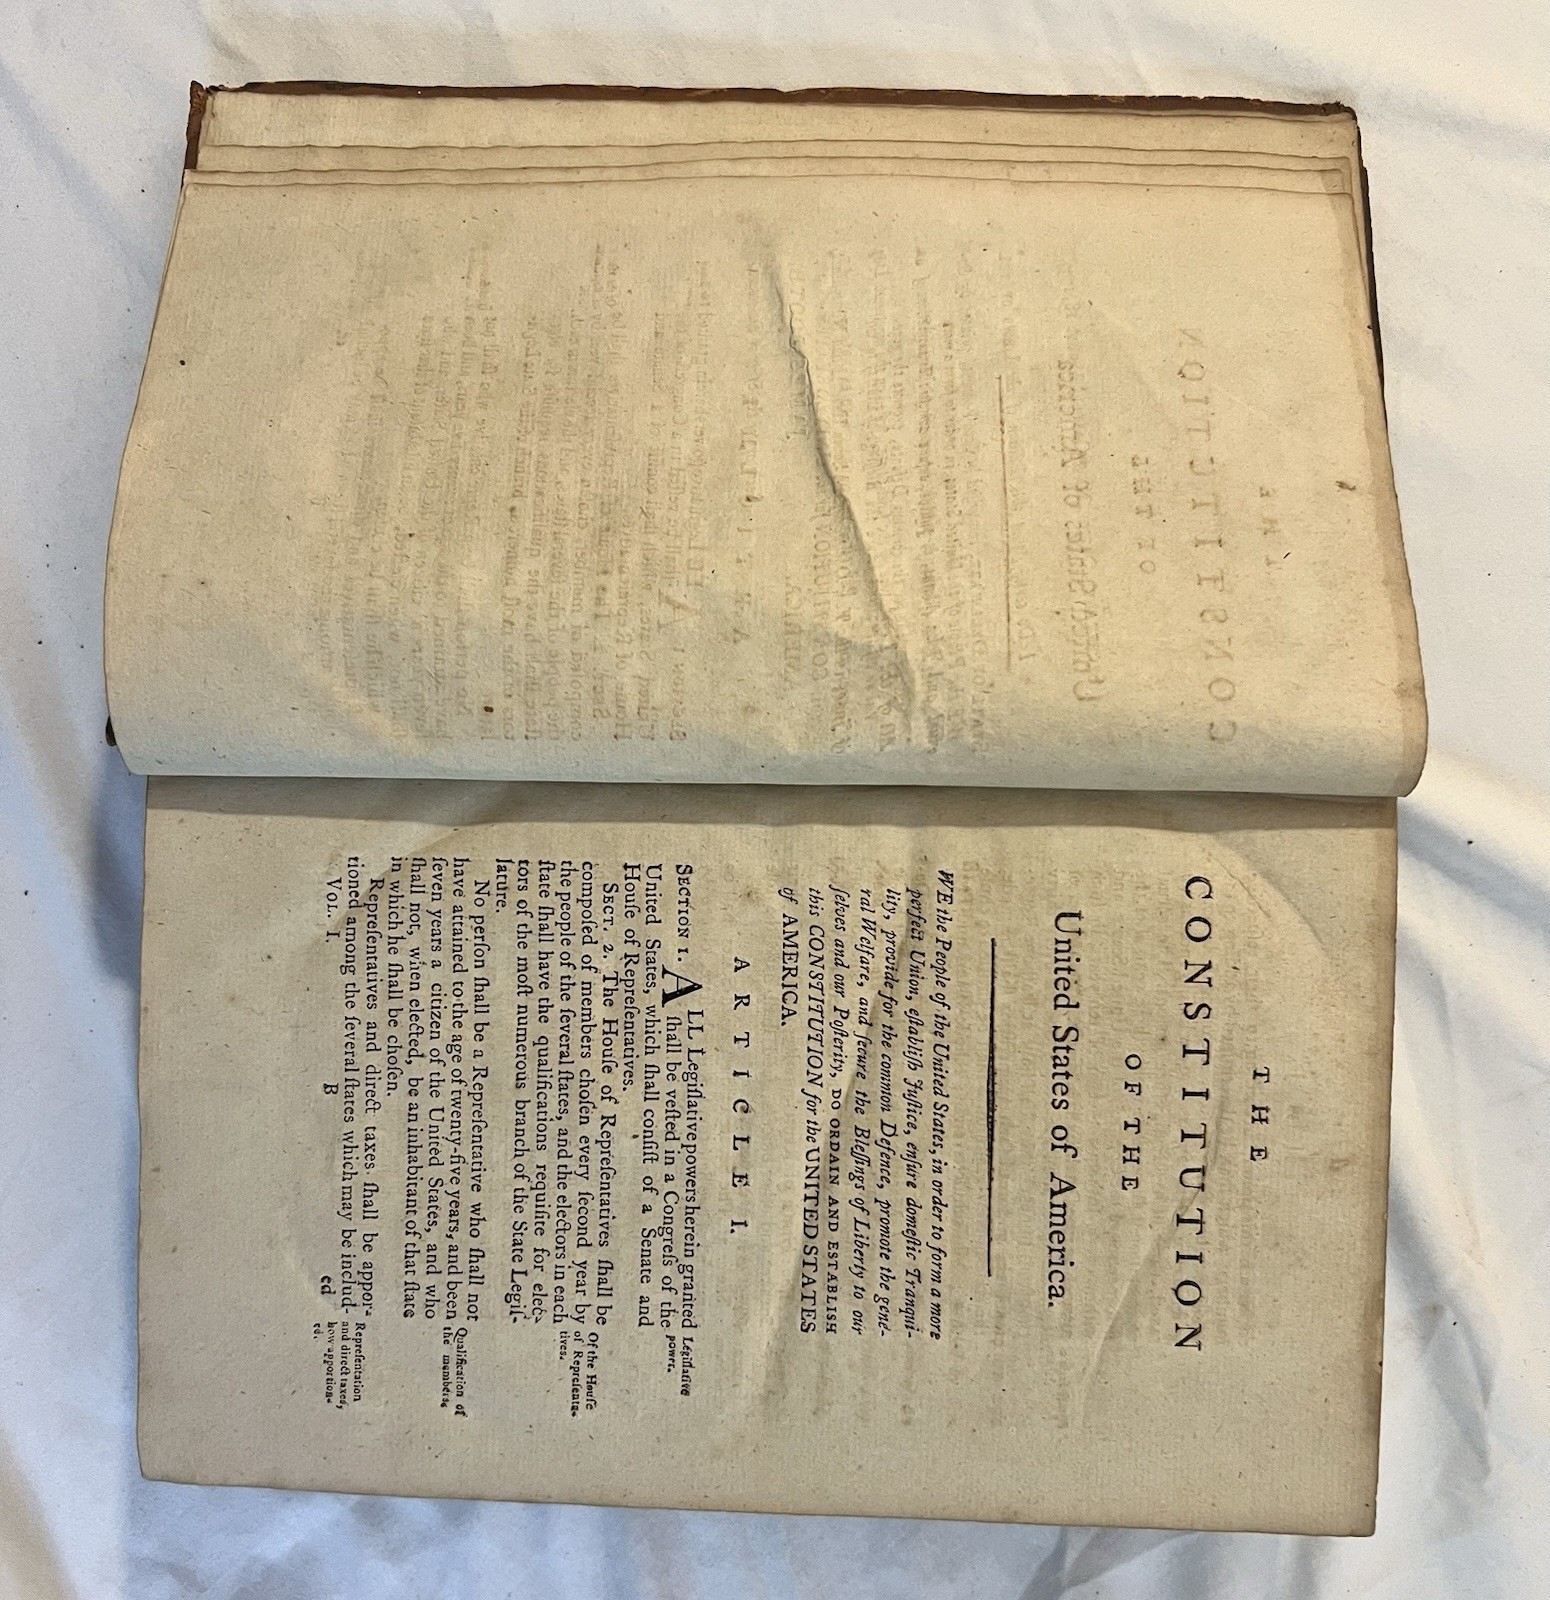 THE
CONSTITUTION
OF THE
United States of America.
WE the People of the United States, in order to form a more
perfect Union, eſtabliſh Juſtice, enſure domeſtic Tranqui-
lity, provide for the common Defence, promote the gene-
ral Welfare, and ſecure the Bleſſings of Liberty to our
ſelves and our Poſterity, DO ORDAIN AND ESTABLISH
this CONSTITUTION for the UNITED STATES
of AMERICA.
ARTICLE I.
SECTION 1. ALL Legiſlative powers herein granted
Legiſlative
ſhall be veſted in a Congreſs of the
power.
United States, which ſhall conſiſt of a Senate and
Houſe of Repreſentatives.
SECT. 2. The Houſe of Repreſentatives ſhall be
Of the Houſe
compoſed of members choſen every ſecond year by
of Repreſenta-
the people of the ſeveral ſtates, and the electors in each
tives.
ſtate ſhall have the qualifications requiſite for elec-
tors of the moſt numerous branch of the State Legiſ-
lature.
No perſon ſhall be a Repreſentative who ſhall not
Qualification of
have attained to the age of twenty-five years, and been
the members.
ſeven years a citizen of the United States, and who
ſhall not, when elected, be an inhabitant of that ſtate
in which he ſhall be choſen.
Repreſentatives and direct taxes ſhall be appor-
Repreſentation
tioned among the ſeveral ſtates which may be includ-
and direct taxes,
VOL. I. B ed
how apportion-
ed.